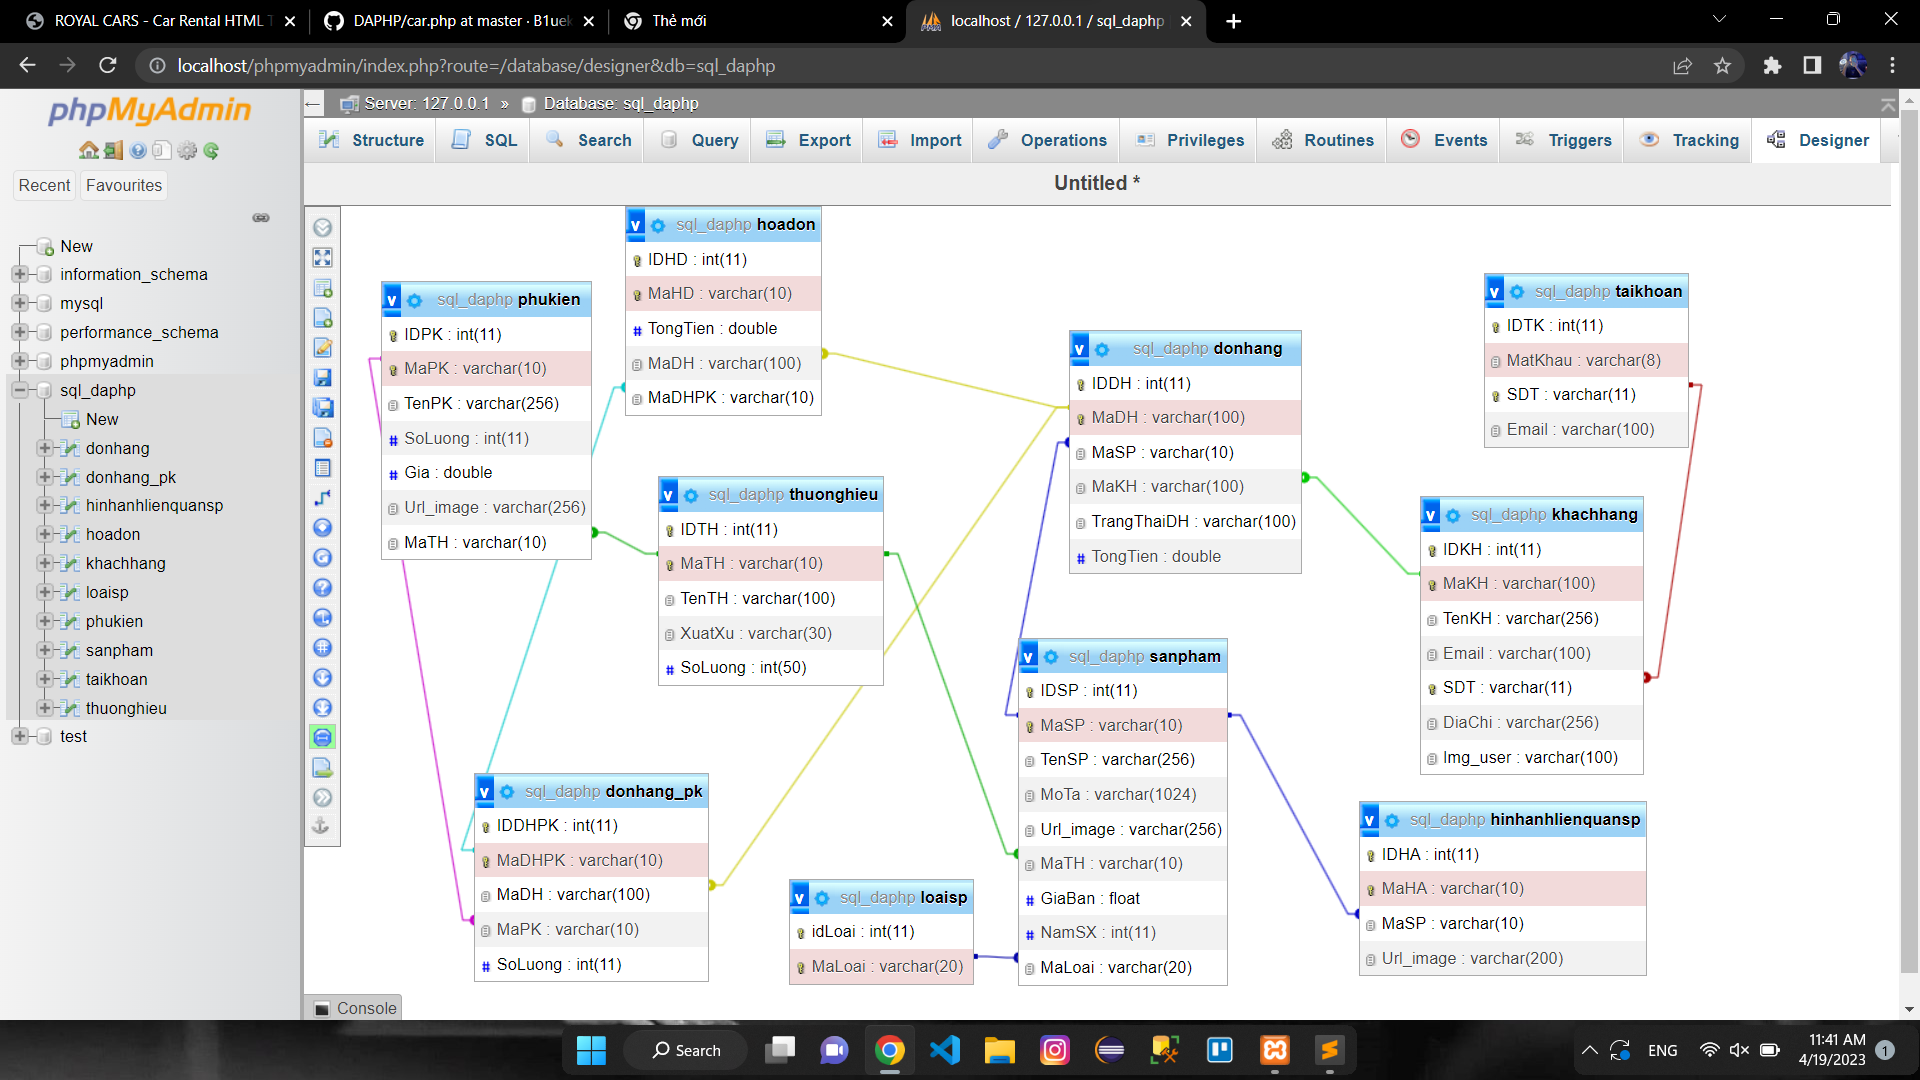 ROYAL CARS - Car Rental HTML T
DAPHP/car.php at master · B1uek
Thẻ mới
localhost / 127.0.0.1 / sql_daphp
localhost/phpmyadmin/index.php?route=/database/designer&db=sql_daphp
phpMyAdmin
Recent
Favourites
New
information_schema
mysql
performance_schema
phpmyadmin
sql_daphp
New
donhang
donhang_pk
hinhanhlienquansp
hoadon
khachhang
loaisp
phukien
sanpham
taikhoan
thuonghieu
test
Server: 127.0.0.1 » Database: sql_daphp
Structure
SQL
Search
Query
Export
Import
Operations
Privileges
Routines
Events
Triggers
Tracking
Designer
Untitled *
v sql_daphp hoadon
IDHD : int(11)
MaHD : varchar(10)
# TongTien : double
MaDH : varchar(100)
MaDHPK : varchar(10)
v sql_daphp phukien
IDPK : int(11)
MaPK : varchar(10)
TenPK : varchar(256)
# SoLuong : int(11)
# Gia : double
Url_image : varchar(256)
MaTH : varchar(10)
v sql_daphp thuonghieu
IDTH : int(11)
MaTH : varchar(10)
TenTH : varchar(100)
XuatXu : varchar(30)
# SoLuong : int(50)
v sql_daphp donhang
IDDH : int(11)
MaDH : varchar(100)
MaSP : varchar(10)
MaKH : varchar(100)
TrangThaiDH : varchar(100)
# TongTien : double
v sql_daphp taikhoan
IDTK : int(11)
MatKhau : varchar(8)
SDT : varchar(11)
Email : varchar(100)
v sql_daphp khachhang
IDKH : int(11)
MaKH : varchar(100)
TenKH : varchar(256)
Email : varchar(100)
SDT : varchar(11)
DiaChi : varchar(256)
Img_user : varchar(100)
v sql_daphp sanpham
IDSP : int(11)
MaSP : varchar(10)
TenSP : varchar(256)
MoTa : varchar(1024)
Url_image : varchar(256)
MaTH : varchar(10)
# GiaBan : float
# NamSX : int(11)
MaLoai : varchar(20)
v sql_daphp donhang_pk
IDDHPK : int(11)
MaDHPK : varchar(10)
MaDH : varchar(100)
MaPK : varchar(10)
# SoLuong : int(11)
v sql_daphp loaisp
idLoai : int(11)
MaLoai : varchar(20)
v sql_daphp hinhanhlienquansp
IDHA : int(11)
MaHA : varchar(10)
MaSP : varchar(10)
Url_image : varchar(200)
Console
Search
ENG
11:41 AM
4/19/2023
1